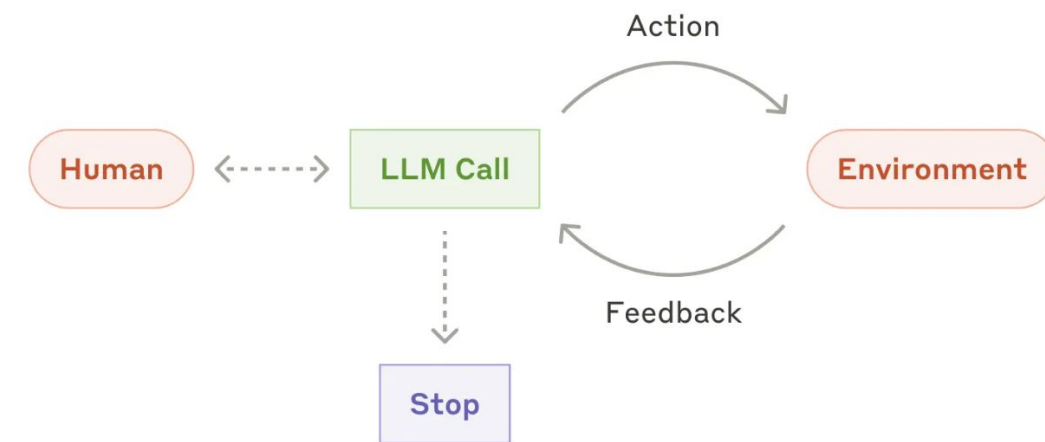 Action
Human
LLM Call
Environment
Feedback
Stop